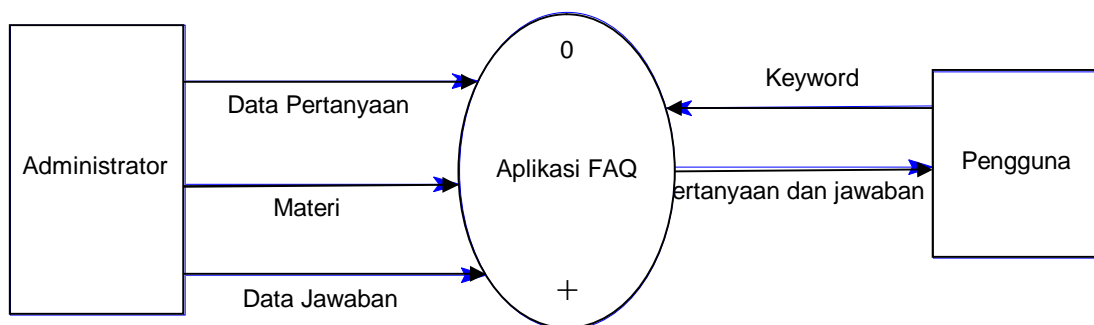 Administrator
Data Pertanyaan
Materi
Data Jawaban
0
Aplikasi FAQ
+
Keyword
ertanyaan dan jawaban
Pengguna